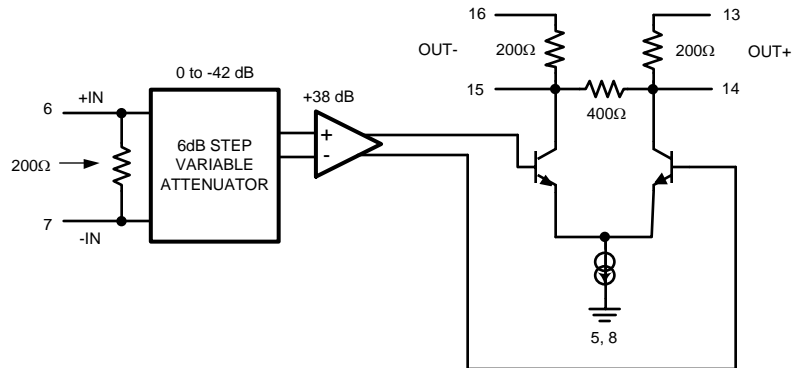 16
13
OUT-
200Ω
200Ω
OUT+
0 to -42 dB
15
14
+38 dB
400Ω
6
+IN
+
-
6dB STEP
VARIABLE
ATTENUATOR
200Ω
7
-IN
5, 8